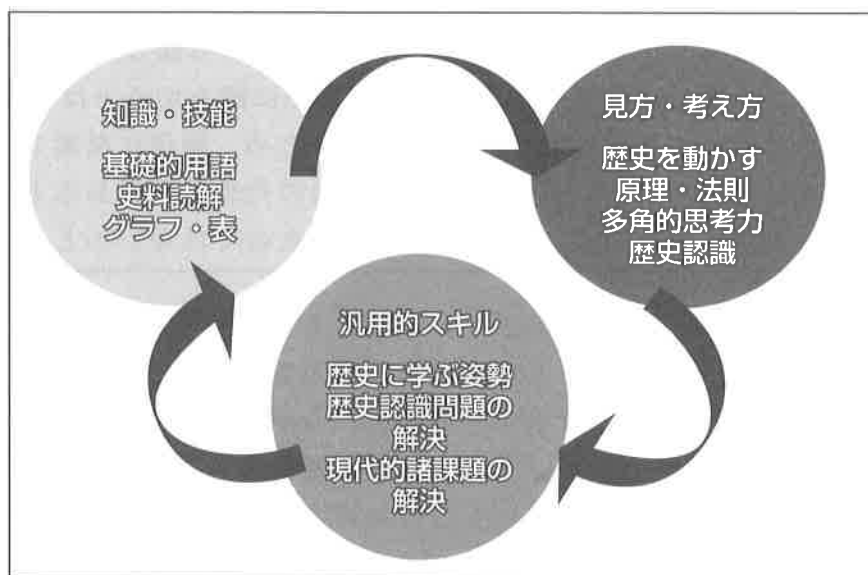 知識・技能
基礎的用語
史料読解
グラフ・表
見方・考え方
歴史を動かす
原理・法則
多角的思考力
歴史認識
汎用的スキル
歴史に学ぶ姿勢
歴史認識問題の
解決
現代的諸課題の
解決